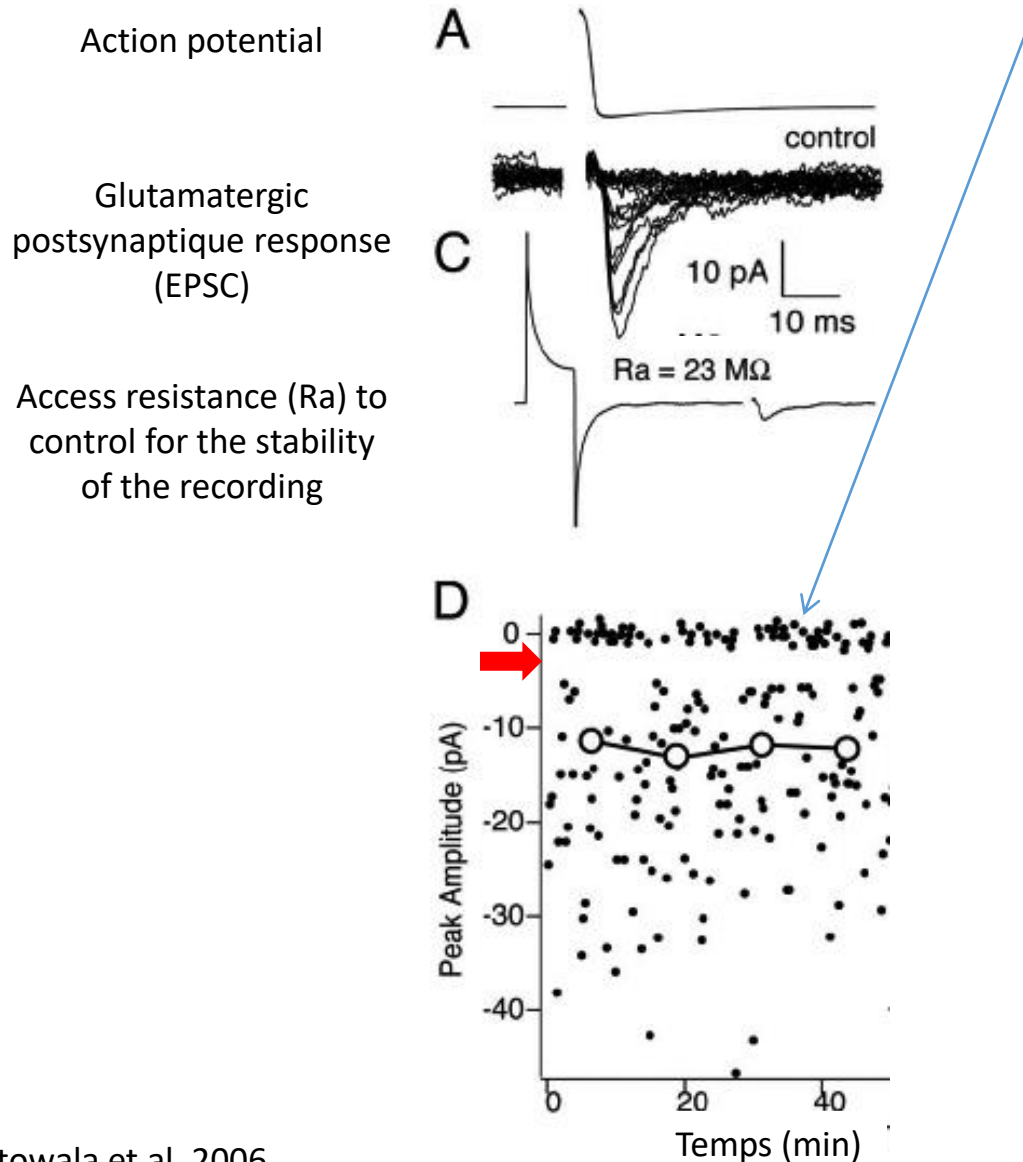 Action potential
A
control
Glutamatergic
postsynaptique response
(EPSC)
C
10 pA
10 ms
Ra = 23 MΩ
Access resistance (Ra) to
control for the stability
of the recording
D
0
-10
-20
-30
-40
Peak Amplitude (pA)
0 20 40
Temps (min)
et al. 2006